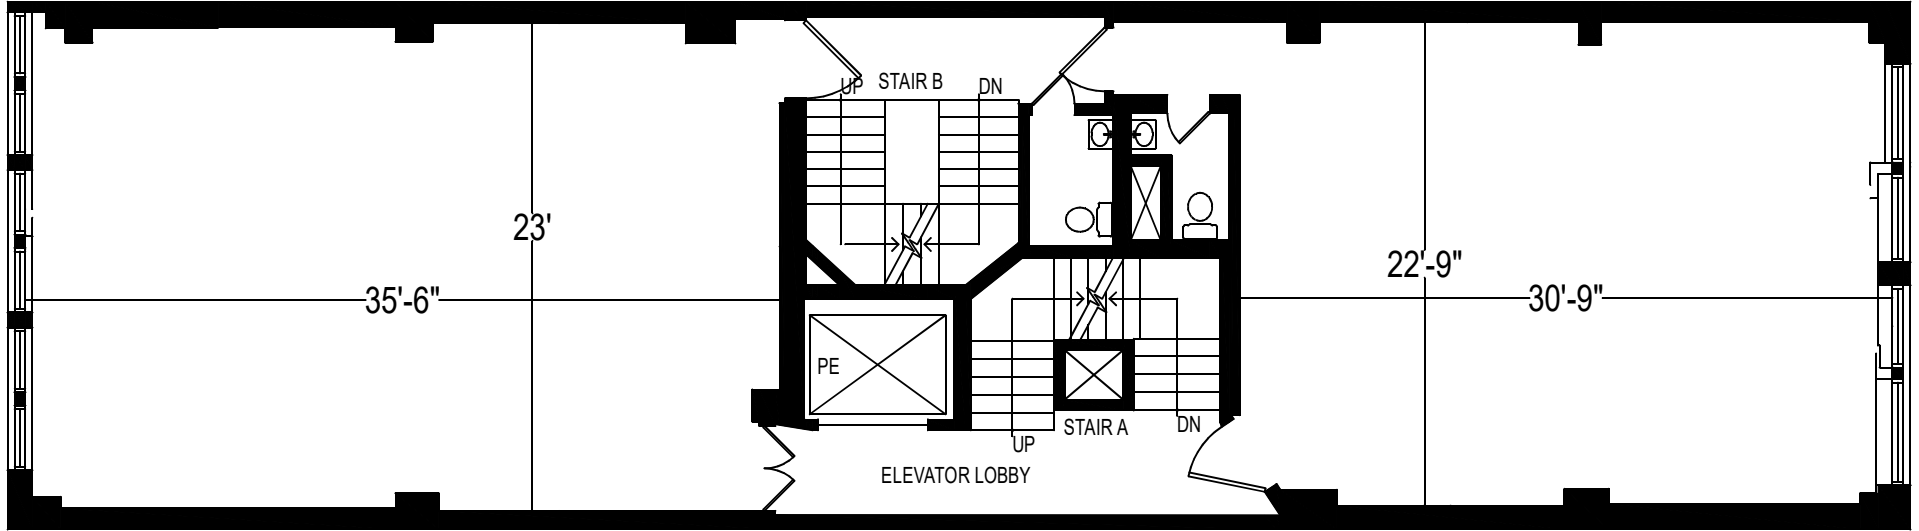 UP STAIR B DN
23'
22'-9"
35'-6"
30'-9"
PE
UP STAIR A DN
ELEVATOR LOBBY